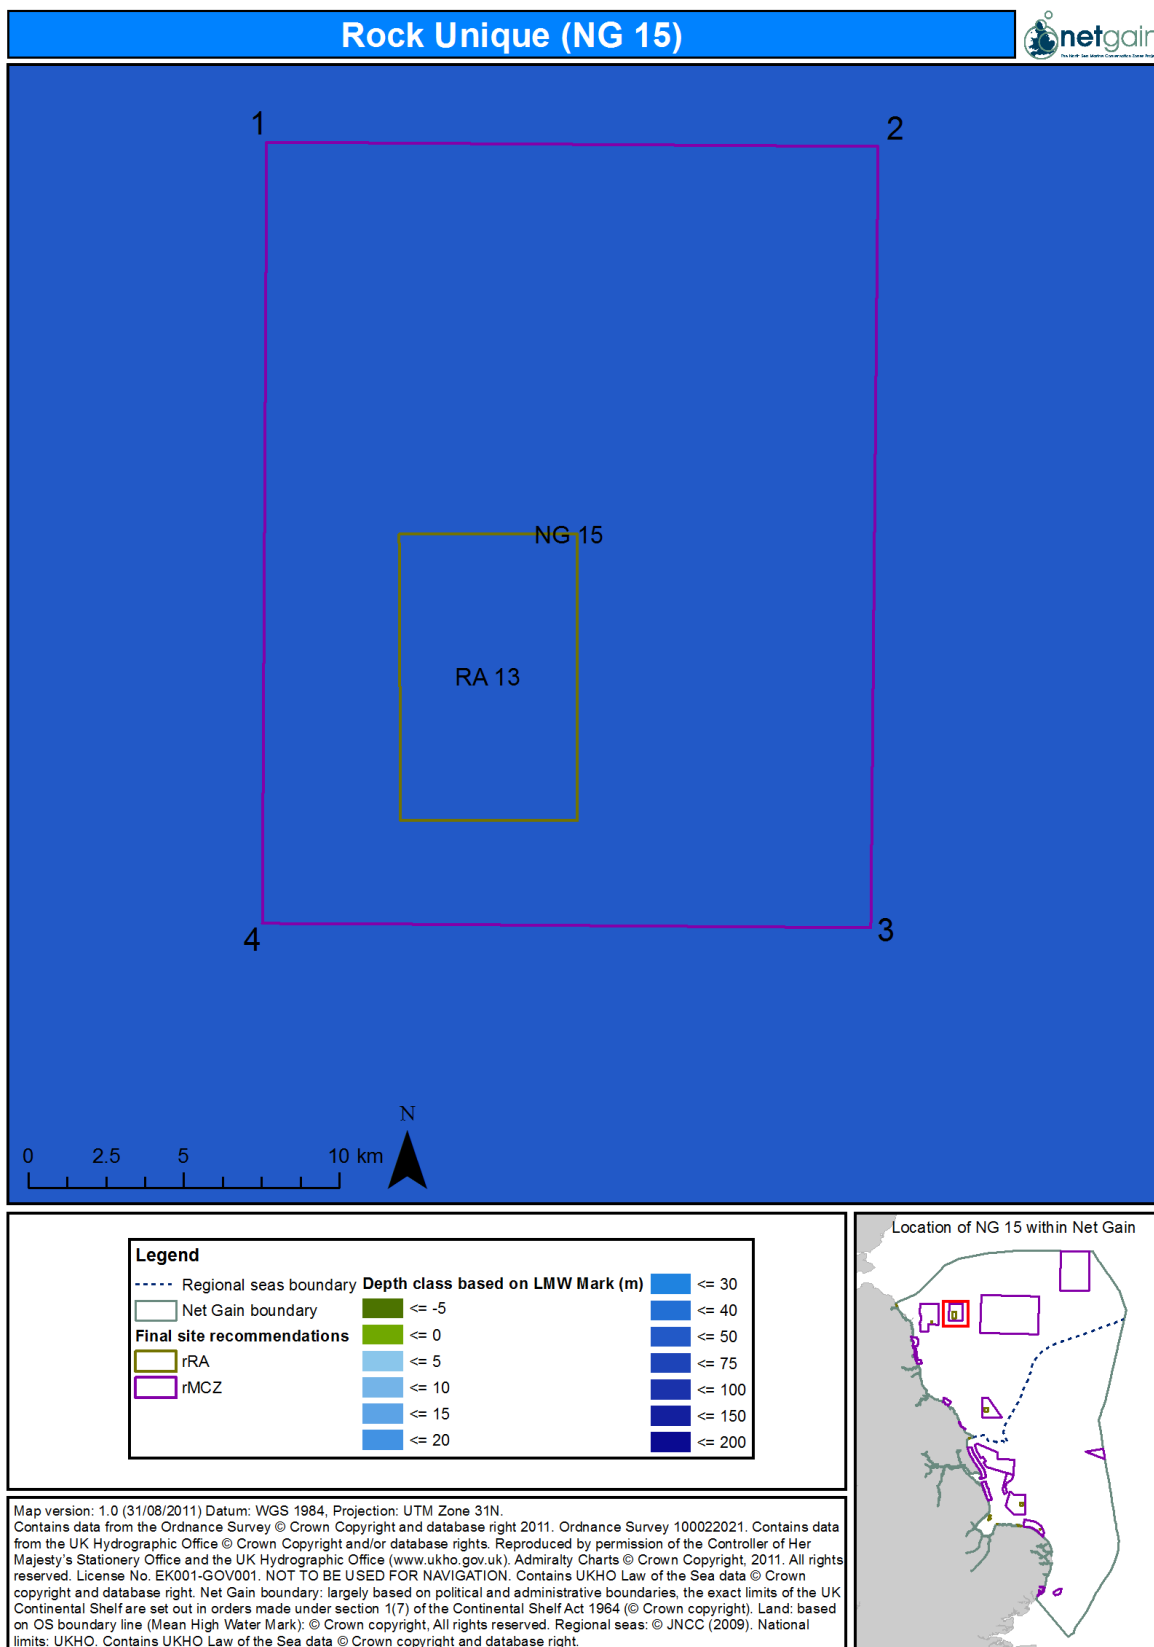 Rock Unique (NG 15)
netgain
1
2
NG 15
RA 13
4
3
N
0 2.5 5 10 km
Legend
Regional seas boundary
Net Gain boundary
Final site recommendations
rRA
rMCZ
Depth class based on LMW Mark (m)
<= -5
<= 0
<= 5
<= 10
<= 15
<= 20
<= 30
<= 40
<= 50
<= 75
<= 100
<= 150
<= 200
Location of NG 15 within Net Gain
Map version: 1.0 (31/08/2011) Datum: WGS 1984, Projection: UTM Zone 31N.
Contains data from the Ordnance Survey © Crown Copyright and database right 2011. Ordnance Survey 100022021. Contains data
from the UK Hydrographic Office © Crown Copyright and/or database rights. Reproduced by permission of the Controller of Her
Majesty's Stationery Office and the UK Hydrographic Office (www.ukho.gov.uk). Admiralty Charts © Crown Copyright, 2011. All rights
reserved. License No. EK001-GOV001. NOT TO BE USED FOR NAVIGATION. Contains UKHO Law of the Sea data © Crown
copyright and database right. Net Gain boundary: largely based on political and administrative boundaries, the exact limits of the UK
Continental Shelf are set out in orders made under section 1(7) of the Continental Shelf Act 1964 (© Crown copyright). Land: based
on OS boundary line (Mean High Water Mark): © Crown copyright, All rights reserved. Regional seas: © JNCC (2009). National
limits: UKHO. Contains UKHO Law of the Sea data © Crown copyright and database right.